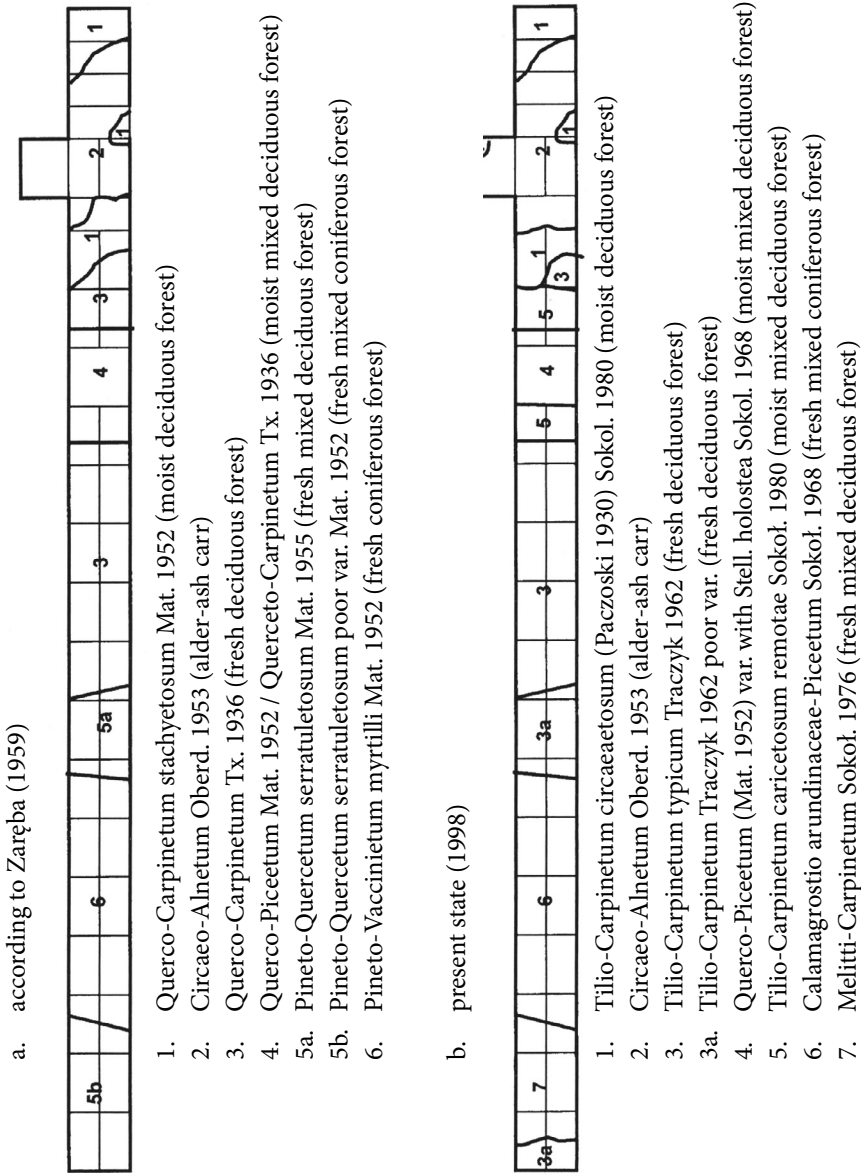 a. according to Zaręba (1959)
5b 6 5a 3 4 3 1 2 1 1
1. Querco-Carpinetum stachyetosum Mat. 1952 (moist deciduous forest)
2. Circaeo-Alnetum Oberd. 1953 (alder-ash carr)
3. Querco-Carpinetum Tx. 1936 (fresh deciduous forest)
4. Querco-Piceetum Mat. 1952 / Querceto-Carpinetum Tx. 1936 (moist mixed deciduous forest)
5a. Pineto-Quercetum serratuletosum Mat. 1955 (fresh mixed deciduous forest)
5b. Pineto-Quercetum serratuletosum poor var. Mat. 1952 (fresh mixed coniferous forest)
6. Pineto-Vaccinietum myrtilli Mat. 1952 (fresh coniferous forest)
b. present state (1998)
3a 7 6 3a 3 5 4 5 3 1 2 1 1
1. Tilio-Carpinetum circaeaetosum (Paczoski 1930) Sokol. 1980 (moist deciduous forest)
2. Circaeo-Alnetum Oberd. 1953 (alder-ash carr)
3. Tilio-Carpinetum typicum Traczyk 1962 (fresh deciduous forest)
3a. Tilio-Carpinetum Traczyk 1962 poor var. (fresh deciduous forest)
4. Querco-Piceetum (Mat. 1952) var. with Stell. holostea Sokol. 1968 (moist mixed deciduous forest)
5. Tilio-Carpinetum caricetosum remotae Sokoł. 1980 (moist mixed deciduous forest)
6. Calamagrostio arundinaceae-Piceetum Sokoł. 1968 (fresh mixed coniferous forest)
7. Melitti-Carpinetum Sokoł. 1976 (fresh mixed deciduous forest)